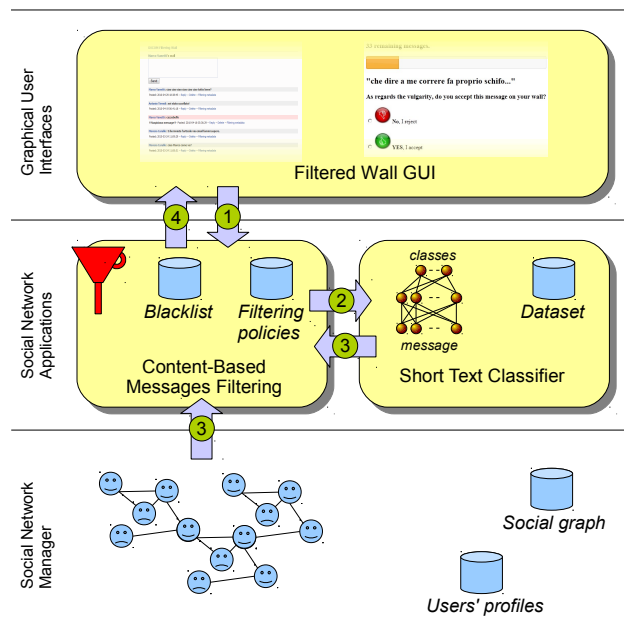 Graphical User
Interfaces
33 remaining messages.
"che dire a me correre fa proprio schifo..."
As regards the vulgarity, do you accept this message on your wall?
No, I reject
YES, I accept
Filtered Wall GUI
4
1
Social Network
Applications
Blacklist
Filtering
policies
Content-Based
Messages Filtering
2
3
classes
message
Dataset
Short Text Classifier
3
Social Network
Manager
Social graph
Users' profiles